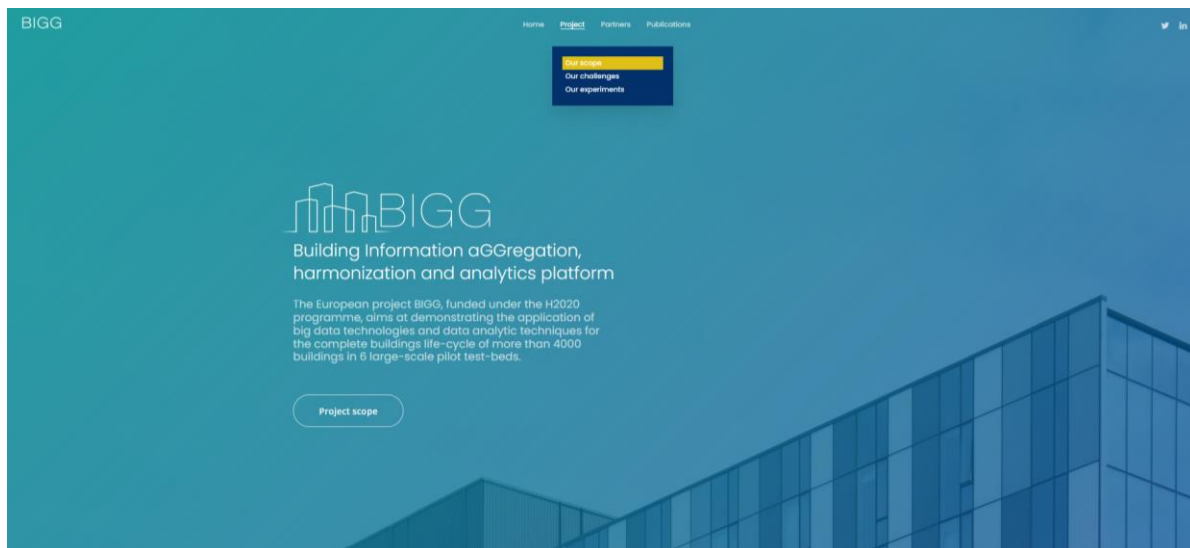 BIGG
Home Project Partners Publications
Our scope
Our challenges
Our experiments
BIGG
Building Information aGGregation,
harmonization and analytics platform
The European project BIGG, funded under the H2020
programme, aims at demonstrating the application of
big data technologies and data analytic techniques for
the complete buildings life-cycle of more than 4000
buildings in 6 large-scale pilot test-beds.
Project scope